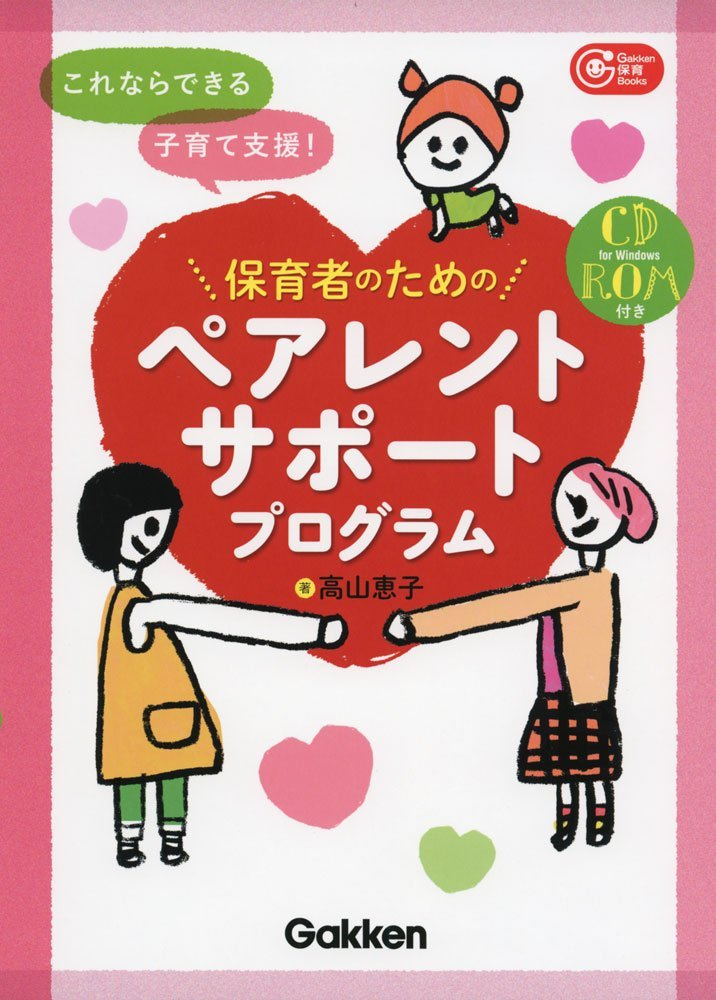 これならできる
子育て支援！
Gakken
保育
Books
CD
for Windows
ROM
付き
保育者のための
ペアレント
サポート
プログラム
著 高山恵子
Gakken